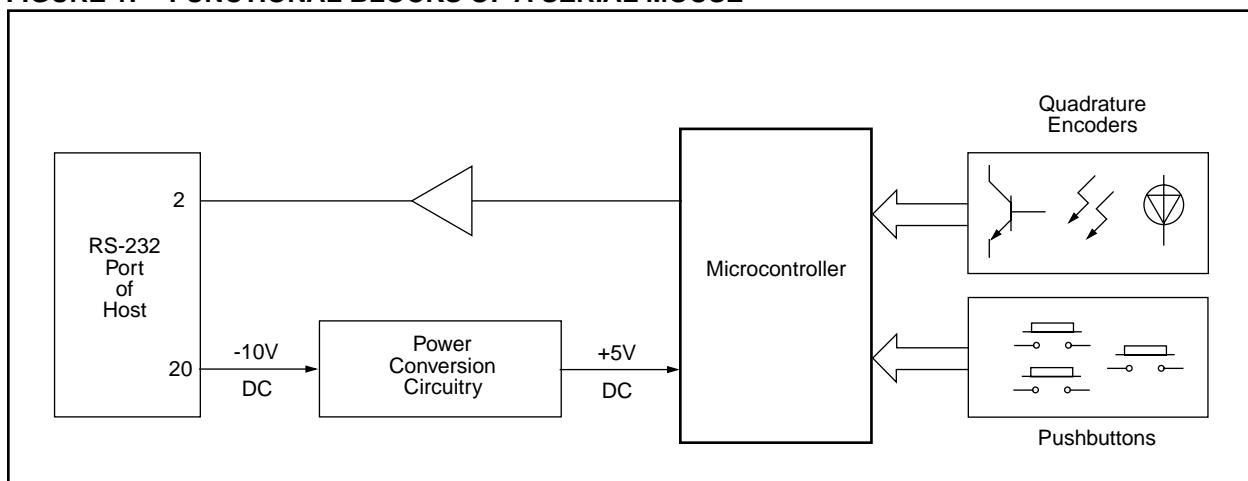 FIGURE 1: FUNCTIONAL BLOCKS OF A SERIAL MOUSE
Quadrature
Encoders
2
RS-232
Port
of
Host
Microcontroller
20
-10V
DC
Power
Conversion
Circuitry
+5V
DC
Pushbuttons